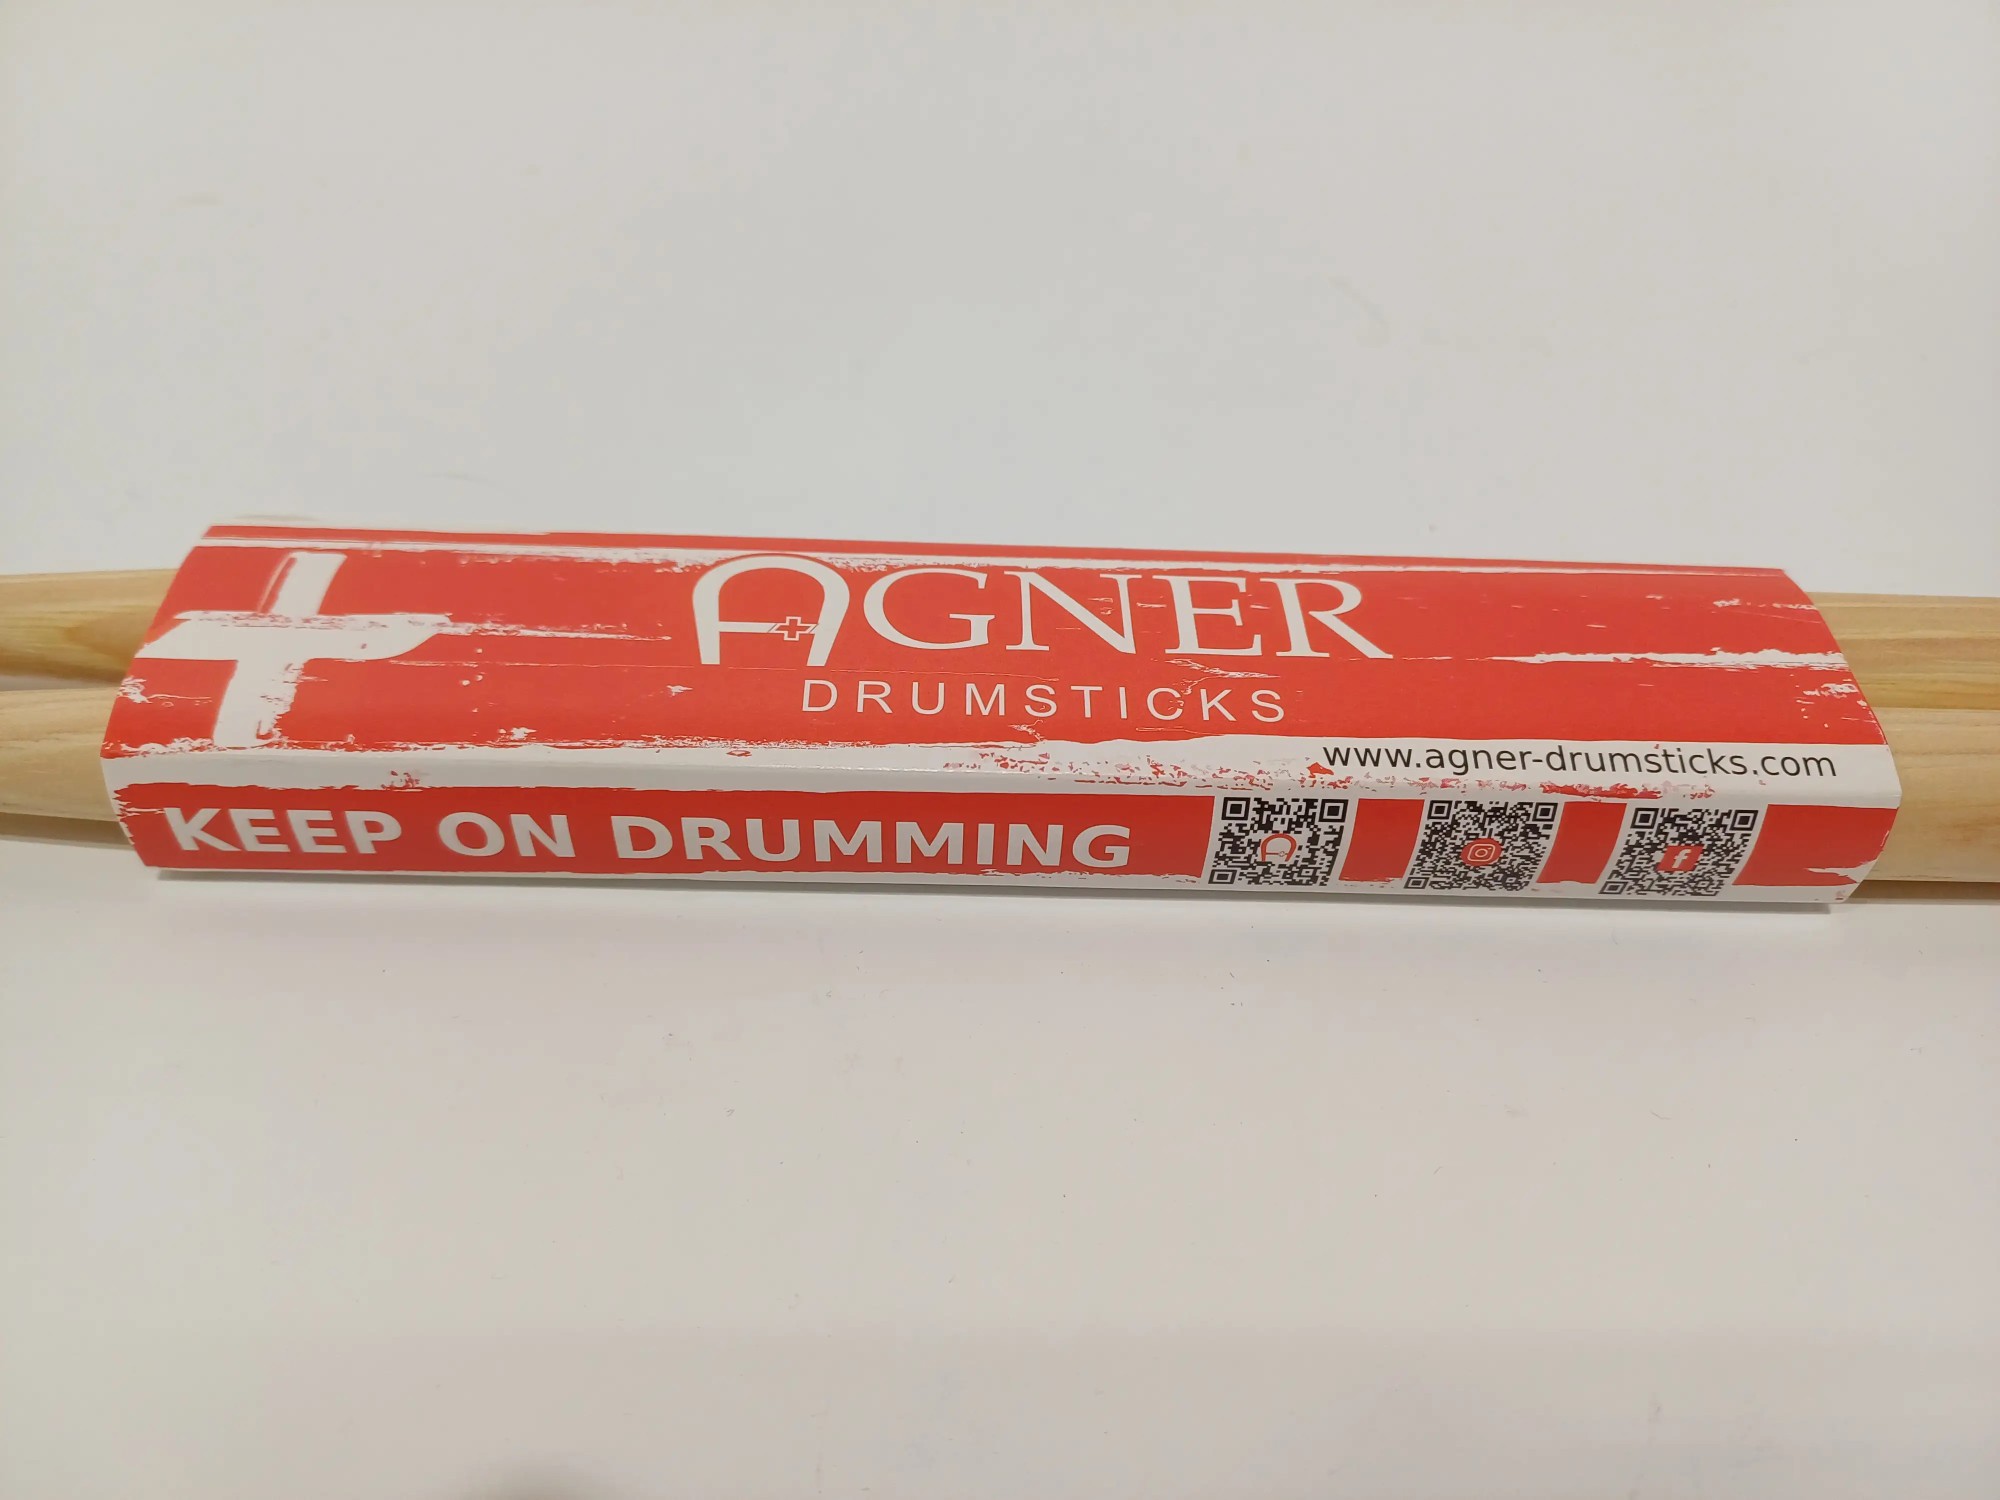 AGNER
DRUMSTICKS
www.agner-drumsticks.com
KEEP ON DRUMMING